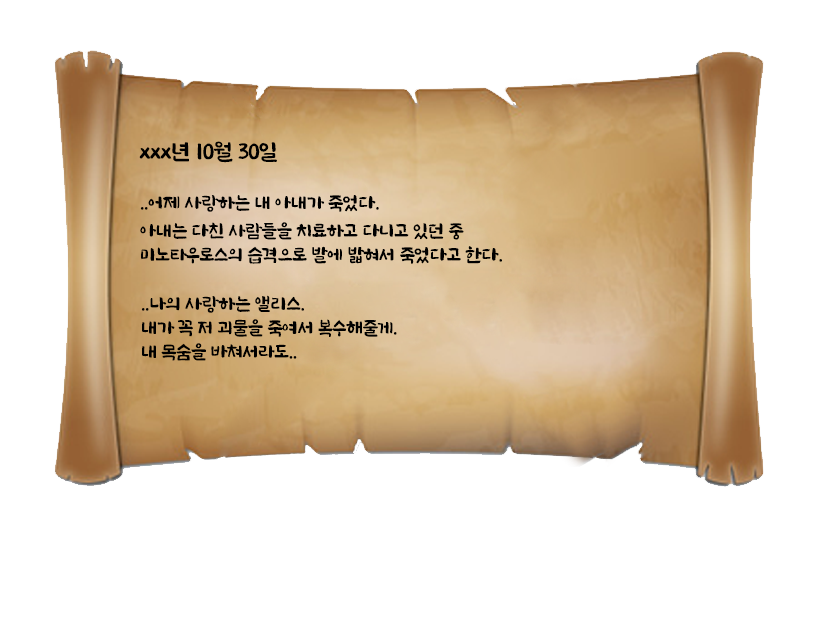 xxx년 10월 30일
..어제 사랑하는 내 아내가 죽었다.
아내는 다친 사람들을 치료하고 다니고 있던 중
미노타우로스의 습격으로 발에 밟혀서 죽었다고 한다.
..나의 사랑하는 앨리스.
내가 꼭 저 괴물을 죽여서 복수해줄게.
내 목숨을 바쳐서라도..